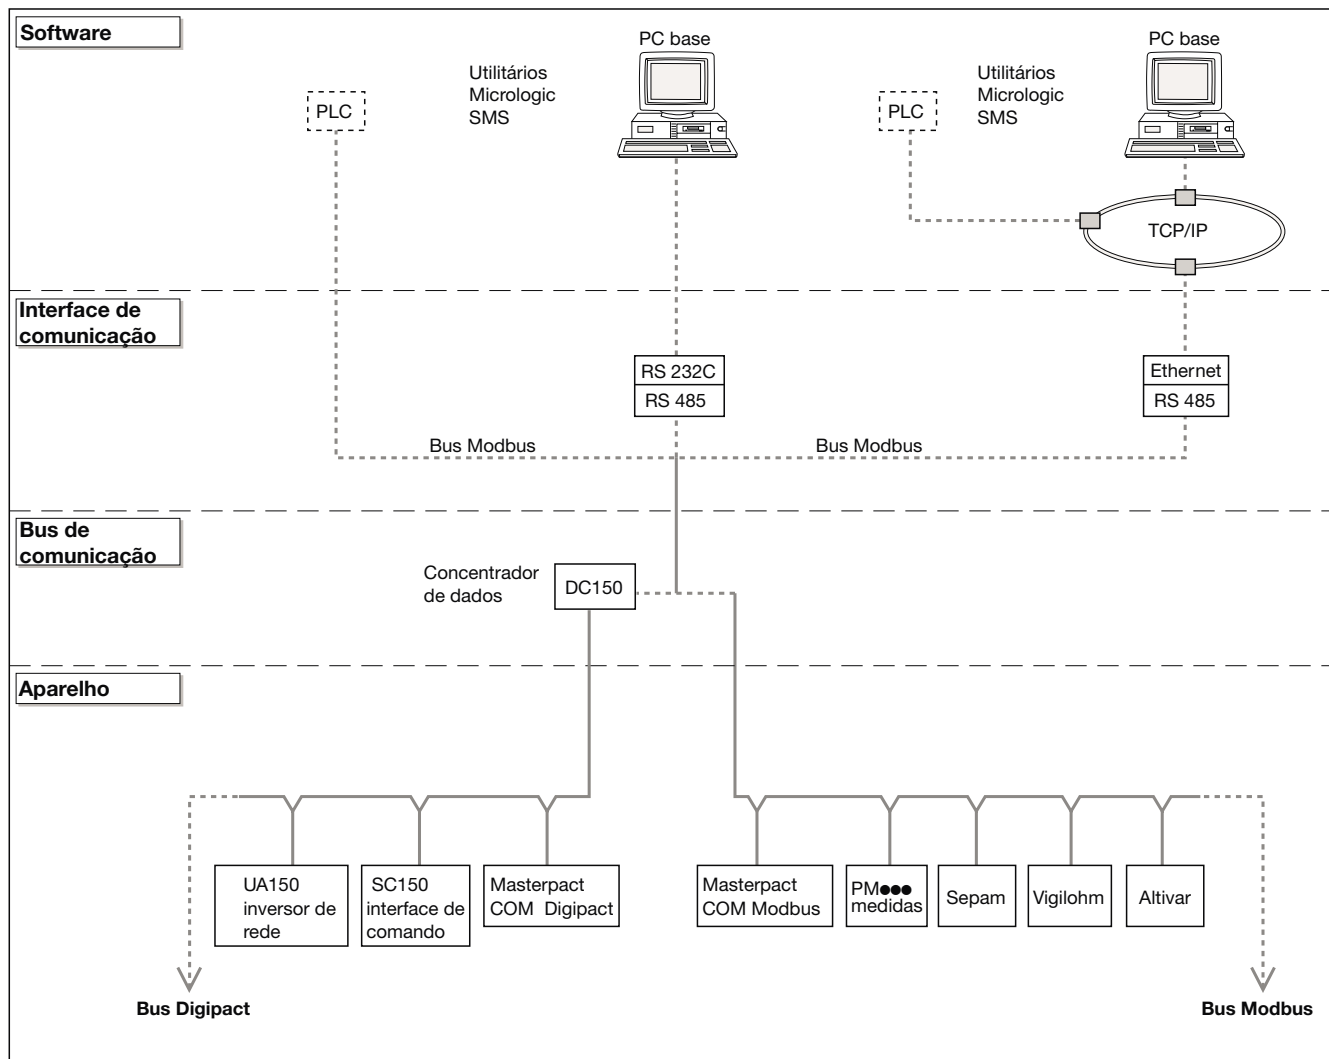 Software
PC base
PC base
Utilitários
Micrologic
SMS
Utilitários
Micrologic
SMS
PLC
PLC
TCP/IP
Interface de
comunicação
RS 232C
RS 485
Ethernet
RS 485
Bus Modbus
Bus Modbus
Bus de
comunicação
Concentrador
de dados
DC150
Aparelho
UA150
inversor de
rede
SC150
interface de
comando
Masterpact
COM Digipact
Masterpact
COM Modbus
PM●●●
medidas
Sepam
Vigilohm
Altivar
Bus Digipact
Bus Modbus